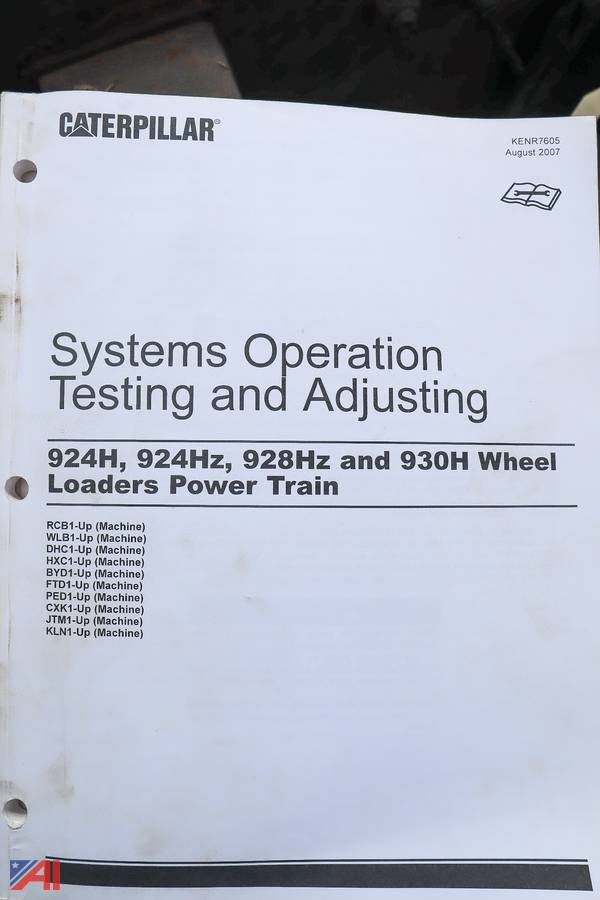 CATERPILLAR®
KENR7605
August 2007
Systems Operation
Testing and Adjusting
924H, 924Hz, 928Hz and 930H Wheel
Loaders Power Train
RCB1-Up (Machine)
WLB1-Up (Machine)
DHC1-Up (Machine)
HXC1-Up (Machine)
BYD1-Up (Machine)
FTD1-Up (Machine)
PED1-Up (Machine)
CXK1-Up (Machine)
JTM1-Up (Machine)
KLN1-Up (Machine)
AI